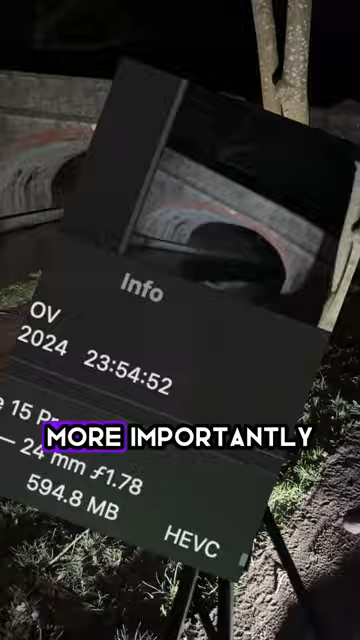 Info
OV
2024 23:54:52
e 15 Pr
MORE IMPORTANTLY
— 24 mm ƒ1.78
594.8 MB
HEVC